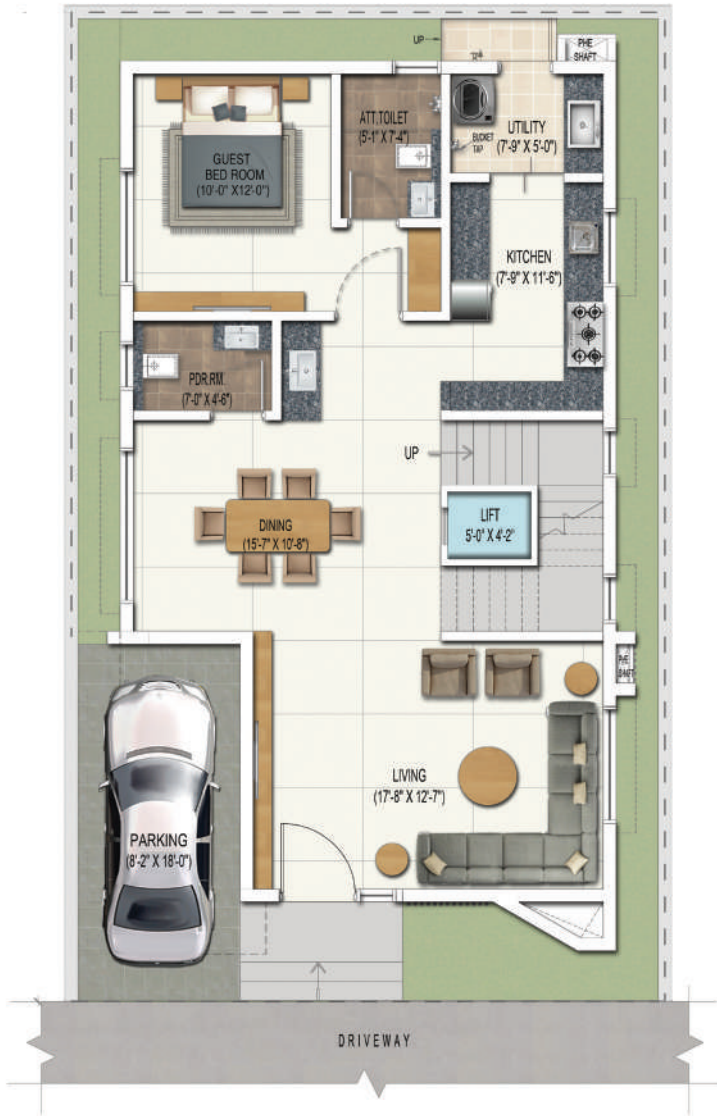 UP
PHE
SHAFT
ATT.TOILET
(5'-1" X 7'-4")
UTILITY
(7'-9" X 5'-0")
BUCKET
TAP
GUEST
BED ROOM
(10'-0" X12'-0")
KITCHEN
(7'-9" X 11'-6")
PDR.RM.
(7'-0" X 4'-6")
UP
LIFT
5'-0" X 4'-2"
DINING
(15'-7" X 10'-8")
PHE
SHAFT
LIVING
(17'-8" X 12'-7")
PARKING
(8'-2" X 18'-0")
DRIVEWAY